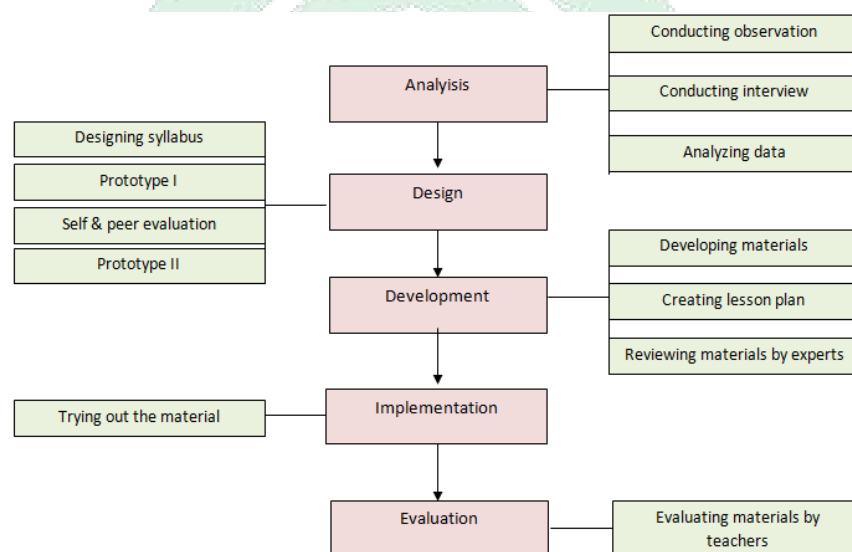 Conducting observation
Analyisis
Conducting interview
Analyzing data
Designing syllabus
Prototype I
Self & peer evaluation
Prototype II
Design
Developing materials
Development
Creating lesson plan
Reviewing materials by experts
Implementation
Trying out the material
Evaluation
Evaluating materials by
teachers